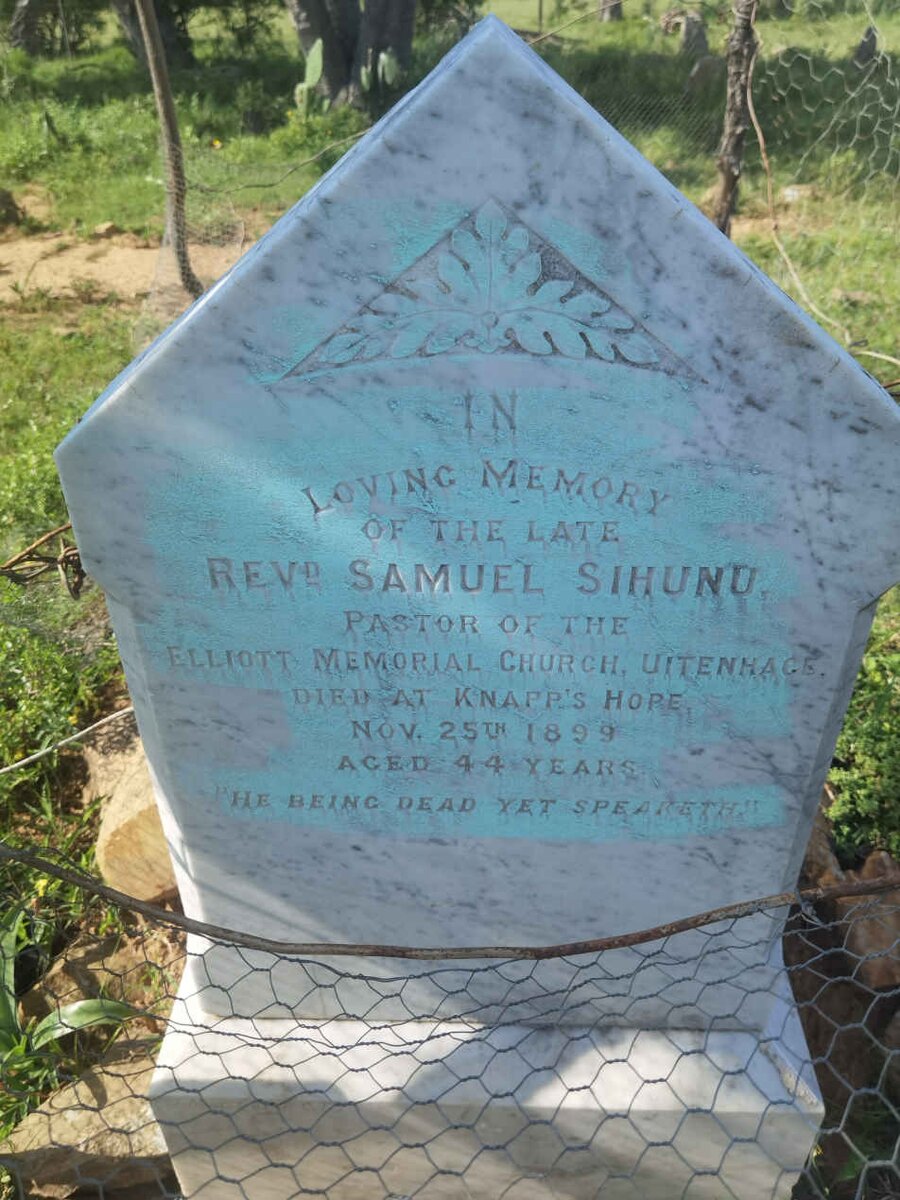 IN
LOVING MEMORY
OF THE LATE
REVD SAMUEL SIHUNU,
PASTOR OF THE
ELLIOTT MEMORIAL CHURCH, UITENHAGE.
DIED AT KNAPP'S HOPE,
NOV. 25TH 1899
AGED 44 YEARS
"HE BEING DEAD YET SPEAKETH."